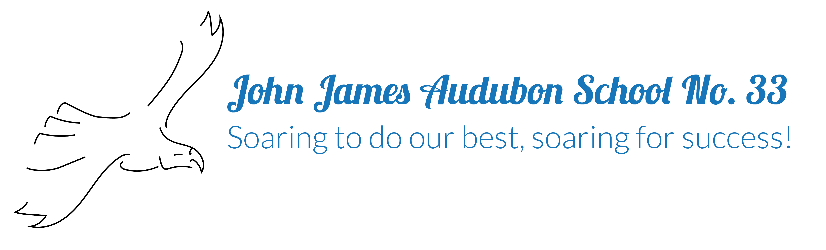 John James Audubon School No. 33
Soaring to do our best, soaring for success!